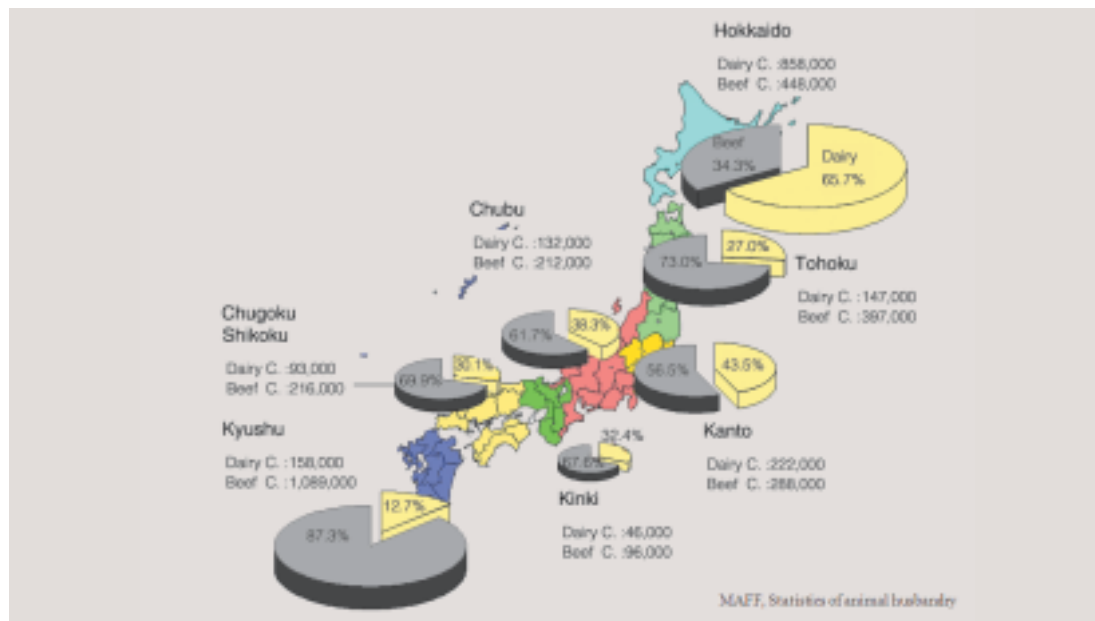 Hokkaido
Dairy C. :858,000
Beef C. :448,000
Beef
34.3%
Dairy
65.7%
Chubu
Dairy C. :132,000
Beef C. :212,000
27.0%
73.0%
Tohoku
Dairy C. :147,000
Beef C. :397,000
Chugoku
Shikoku
Dairy C. :93,000
Beef C. :216,000
61.7%
38.3%
69.9%
30.1%
56.5%
43.5%
Kyushu
Dairy C. :158,000
Beef C. :1,089,000
32.4%
67.6%
Kanto
Dairy C. :222,000
Beef C. :288,000
Kinki
Dairy C. :46,000
Beef C. :96,000
12.7%
87.3%
MAFF, Statistics of animal husbandry